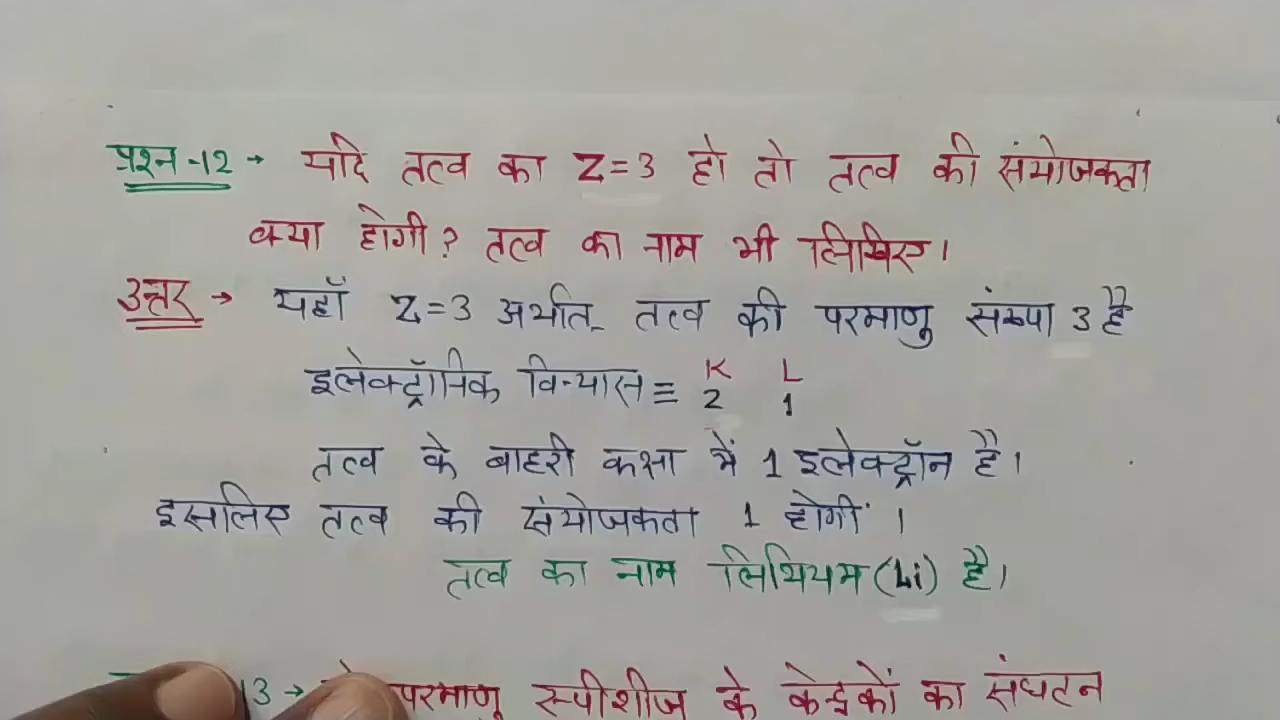 प्रश्न-12 → यदि तत्व का Z=3 हो तो तत्व की संयोजकता
क्या होगी? तत्व का नाम भी लिखिए।
उत्तर → यहाँ Z=3 अर्थात् तत्व की परमाणु संख्या 3 है
K L
इलेक्ट्रॉनिक विन्यास ≡ 2 1
तत्व के बाहरी कक्षा में 1 इलेक्ट्रॉन है।
इसलिए तत्व की संयोजकता 1 होगी।
तत्व का नाम लिथियम (Li) है।
13 → परमाणु स्पीशीज के केन्द्रकों का संघटन